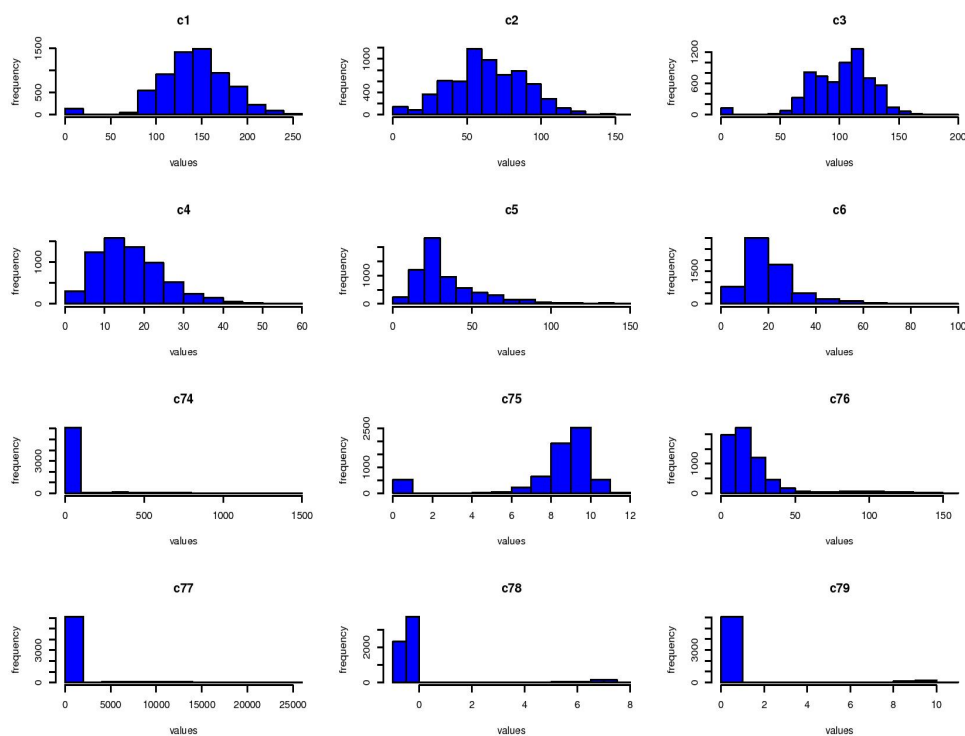 c1 c2 c3
frequency 0 500 1500
0 50 100 150 200 250
values
frequency 0 400 1000
0 50 100 150
values
frequency 0 600 1200
0 50 100 150 200
values
c4 c5 c6
frequency 0 1000
0 10 20 30 40 50 60
values
frequency 0 1000
0 50 100 150
values
frequency 0 1500
0 20 40 60 80 100
values
c74 c75 c76
frequency 0 3000
0 500 1000 1500
values
frequency 0 1000 2500
0 2 4 6 8 10 12
values
frequency 0 1000
0 50 100 150
values
c77 c78 c79
frequency 0 3000
0 5000 10000 15000 20000 25000
values
frequency 0 2000
0 2 4 6 8
values
frequency 0 3000
0 2 4 6 8 10
values